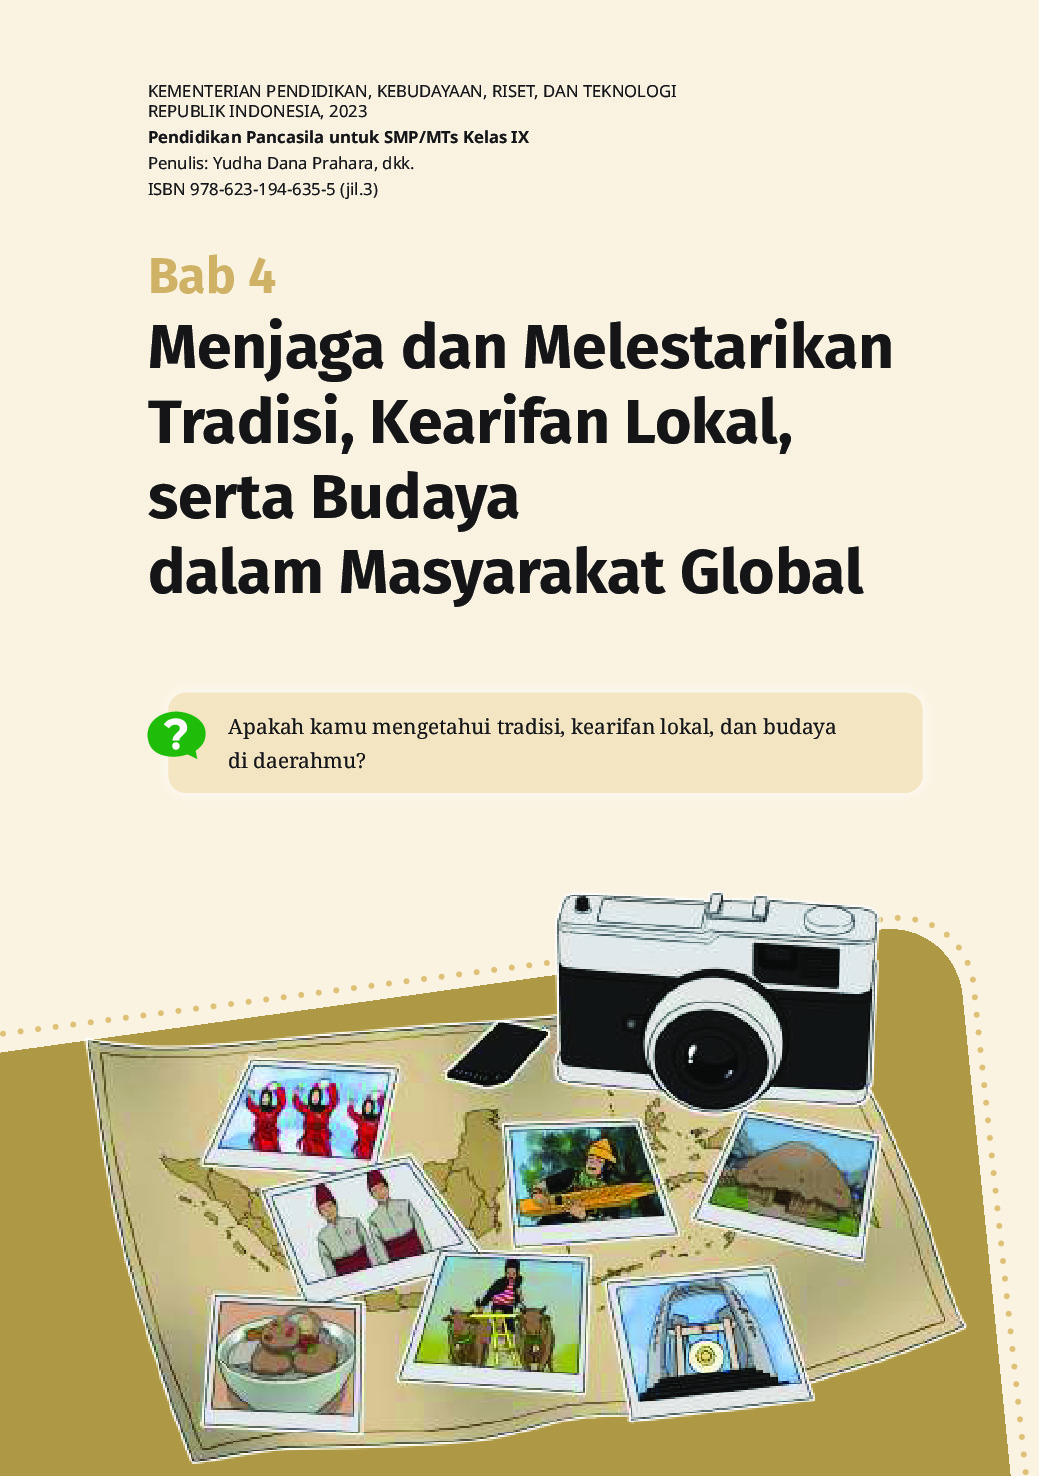 KEMENTERIAN PENDIDIKAN, KEBUDAYAAN, RISET, DAN TEKNOLOGI
REPUBLIK INDONESIA, 2023
Pendidikan Pancasila untuk SMP/MTs Kelas IX
Penulis: Yudha Dana Prahara, dkk.
ISBN 978-623-194-635-5 (jil.3)
Bab 4
Menjaga dan Melestarikan
Tradisi, Kearifan Lokal,
serta Budaya
dalam Masyarakat Global
?
Apakah kamu mengetahui tradisi, kearifan lokal, dan budaya
di daerahmu?